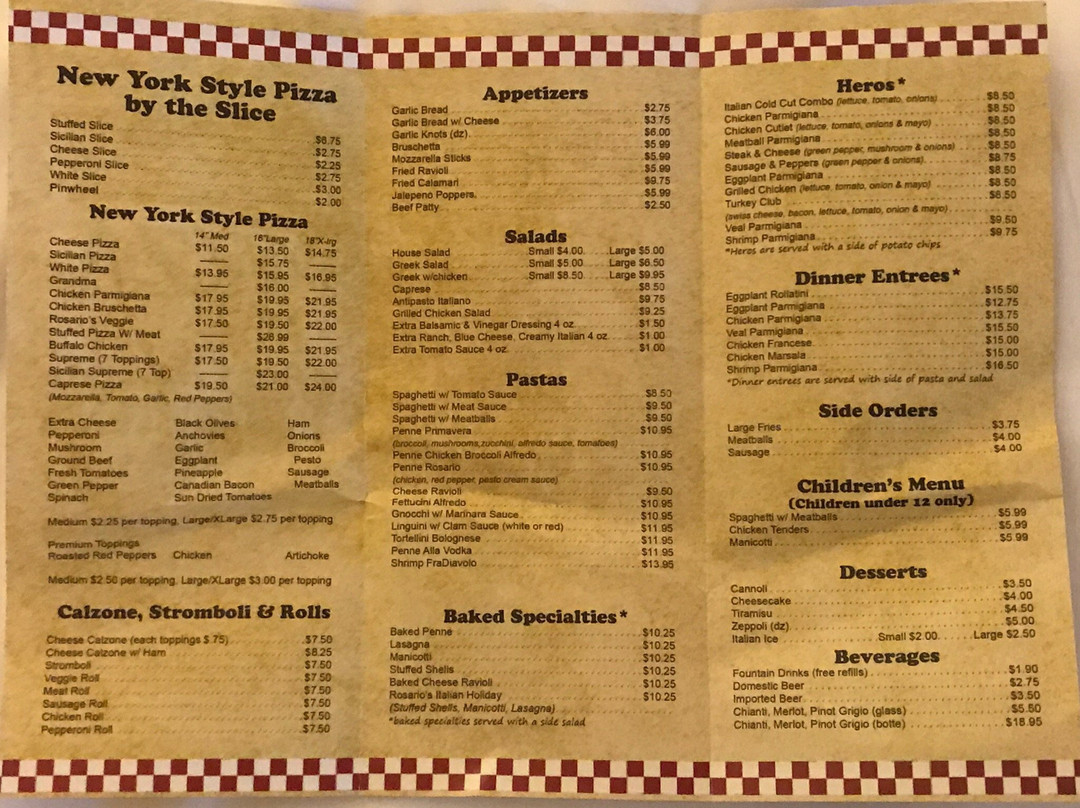 New York Style Pizza
by the Slice
Stuffed Slice $6.75
Sicilian Slice $2.75
Cheese Slice $2.25
Pepperoni Slice $2.75
White Slice $3.00
Pinwheel $2.00
New York Style Pizza
14"Med 16"Large 18"X-lrg
Cheese Pizza $11.50 $13.50 $14.75
Sicilian Pizza $15.75
White Pizza $13.95 $15.95 $16.95
Grandma $16.00
Chicken Parmigiana $17.95 $19.95 $21.95
Chicken Bruschetta $17.95 $19.95 $21.95
Rosario's Veggie $17.50 $19.50 $22.00
Stuffed Pizza W/ Meat $26.99
Buffalo Chicken $17.95 $19.95 $21.95
Supreme (7 Toppings) $17.50 $19.50 $22.00
Sicilian Supreme (7 Top) $23.00
Caprese Pizza $19.50 $21.00 $24.00
(Mozzarella, Tomato, Garlic, Red Peppers)
Extra Cheese Black Olives Ham
Pepperoni Anchovies Onions
Mushroom Garlic Broccoli
Ground Beef Eggplant Pesto
Fresh Tomatoes Pineapple Sausage
Green Pepper Canadian Bacon Meatballs
Spinach Sun Dried Tomatoes
Medium $2.25 per topping, Large/XLarge $2.75 per topping
Premium Toppings
Roasted Red Peppers Chicken Artichoke
Medium $2.50 per topping, Large/XLarge $3.00 per topping
Calzone, Stromboli & Rolls
Cheese Calzone (each toppings $.75) $7.50
Cheese Calzone w/ Ham $8.25
Stromboli $7.50
Veggie Roll $7.50
Meat Roll $7.50
Sausage Roll $7.50
Chicken Roll $7.50
Pepperoni Roll $7.50
Appetizers
Garlic Bread $2.75
Garlic Bread w/ Cheese $3.75
Garlic Knots (dz) $6.00
Bruschetta $5.99
Mozzarella Sticks $5.99
Fried Ravioli $5.99
Fried Calamari $9.75
Jalepeno Poppers $5.99
Beef Patty $2.50
Salads
House Salad Small $4.00 Large $5.00
Greek Salad Small $5.00 Large $6.50
Greek w/chicken Small $8.50 Large $9.95
Caprese $8.50
Antipasto Italiano $9.75
Grilled Chicken Salad $9.25
Extra Balsamic & Vinegar Dressing 4 oz $1.50
Extra Ranch, Blue Cheese, Creamy Italian 4 oz $1.00
Extra Tomato Sauce 4 oz $1.00
Pastas
Spaghetti w/ Tomato Sauce $8.50
Spaghetti w/ Meat Sauce $9.50
Spaghetti w/ Meatballs $9.50
Penne Primavera $10.95
(broccoli, mushrooms,zucchini, alfredo sauce, tomatoes)
Penne Chicken Broccoli Alfredo $10.95
Penne Rosario $10.95
(chicken, red pepper, pesto cream sauce)
Cheese Ravioli $9.50
Fettucini Alfredo $10.95
Gnocchi w/ Marinara Sauce $10.95
Linguini w/ Clam Sauce (white or red) $11.95
Tortellini Bolognese $11.95
Penne Alla Vodka $11.95
Shrimp FraDiavolo $13.95
Baked Specialties*
Baked Penne $10.25
Lasagna $10.25
Manicotti $10.25
Stuffed Shells $10.25
Baked Cheese Ravioli $10.25
Rosario's Italian Holiday $10.25
(Stuffed Shells, Manicotti, Lasagna)
*baked specialties served with a side salad
Heros*
Italian Cold Cut Combo (lettuce, tomato, onions) $8.50
Chicken Parmigiana $8.50
Chicken Cutlet (lettuce, tomato, onions & mayo) $8.50
Meatball Parmigiana $8.50
Steak & Cheese (green pepper, mushroom & onions) $8.50
Sausage & Peppers (green pepper & onions) $8.75
Eggplant Parmigiana $8.50
Grilled Chicken (lettuce, tomato, onion & mayo) $8.50
Turkey Club $8.50
(swiss cheese, bacon, lettuce, tomato, onion & mayo)
Veal Parmigiana $9.50
Shrimp Parmigiana $9.75
*Heros are served with a side of potato chips
Dinner Entrees*
Eggplant Rollatini $15.50
Eggplant Parmigiana $12.75
Chicken Parmigiana $13.75
Veal Parmigiana $15.50
Chicken Francese $15.00
Chicken Marsala $15.00
Shrimp Parmigiana $16.50
*Dinner entrees are served with side of pasta and salad
Side Orders
Large Fries $3.75
Meatballs $4.00
Sausage $4.00
Children's Menu
(Children under 12 only)
Spaghetti w/ Meatballs $5.99
Chicken Tenders $5.99
Manicotti $5.99
Desserts
Cannoli $3.50
Cheesecake $4.00
Tiramisu $4.50
Zeppoli (dz) $5.00
Italian Ice Small $2.00 Large $2.50
Beverages
Fountain Drinks (free refills) $1.90
Domestic Beer $2.75
Imported Beer $3.50
Chianti, Merlot, Pinot Grigio (glass) $5.50
Chianti, Merlot, Pinot Grigio (botte) $18.95